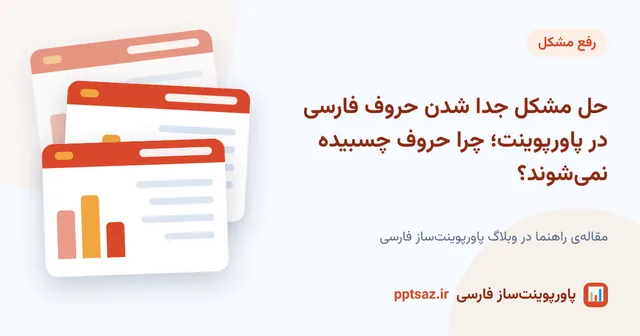 رفع مشکل
حل مشکل جدا شدن حروف فارسی
در پاورپوینت؛ چرا حروف چسبیده
نمی‌شوند؟
مقاله‌ی راهنما در وبلاگ پاورپوینت‌ساز فارسی
پاورپوینت‌ساز فارسی pptsaz.ir